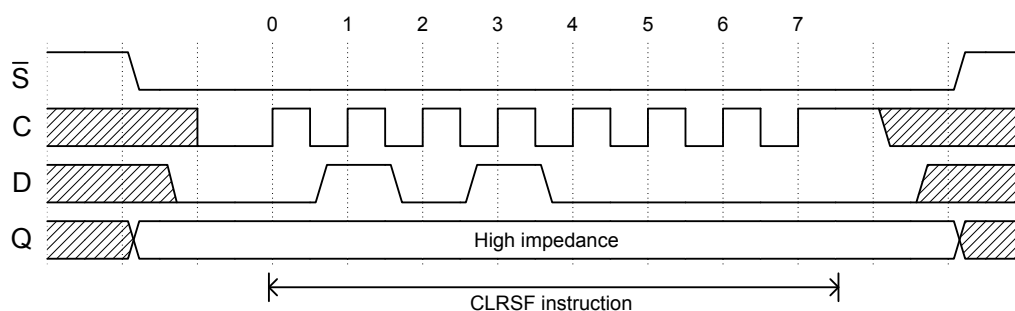 0 1 2 3 4 5 6 7
S̅
C
D
Q
High impedance
CLRSF instruction